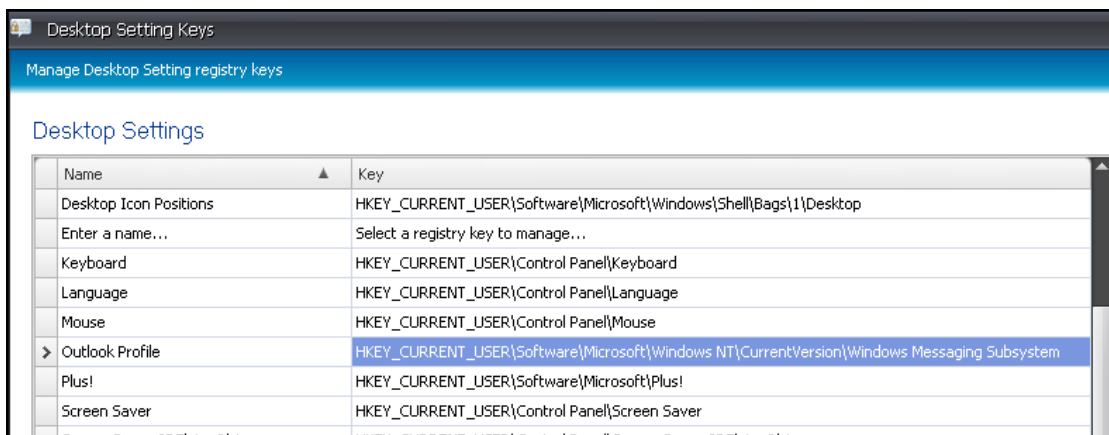 Desktop Setting Keys
Manage Desktop Setting registry keys
Desktop Settings
Name Key
Desktop Icon Positions HKEY_CURRENT_USER\Software\Microsoft\Windows\Shell\Bags\1\Desktop
Enter a name... Select a registry key to manage...
Keyboard HKEY_CURRENT_USER\Control Panel\Keyboard
Language HKEY_CURRENT_USER\Control Panel\Language
Mouse HKEY_CURRENT_USER\Control Panel\Mouse
Outlook Profile HKEY_CURRENT_USER\Software\Microsoft\Windows NT\CurrentVersion\Windows Messaging Subsystem
Plus! HKEY_CURRENT_USER\Software\Microsoft\Plus!
Screen Saver HKEY_CURRENT_USER\Control Panel\Screen Saver